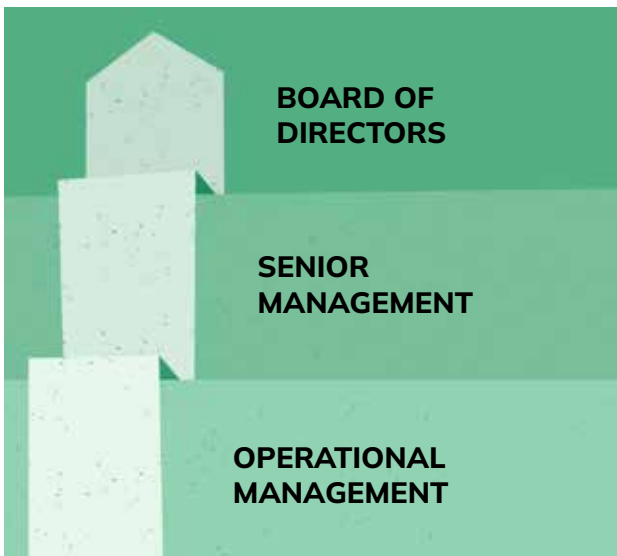 BOARD OF
DIRECTORS
SENIOR
MANAGEMENT
OPERATIONAL
MANAGEMENT